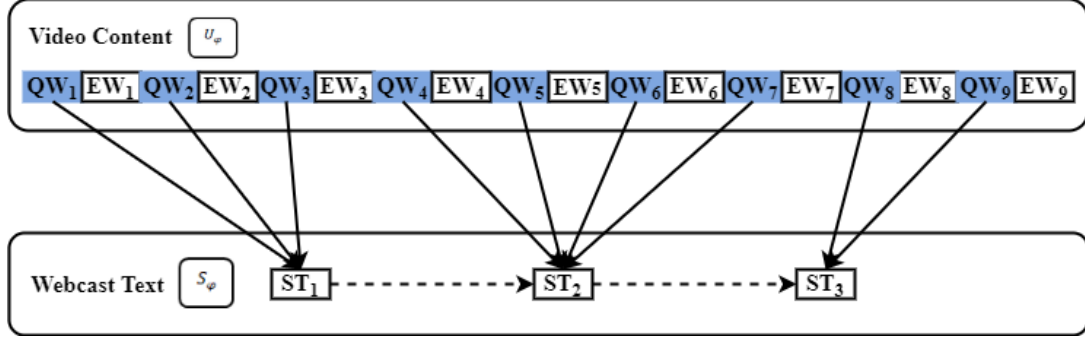 Video Content U_φ
QW₁ EW₁ QW₂ EW₂ QW₃ EW₃ QW₄ EW₄ QW₅ EW5 QW₆ EW₆ QW₇ EW₇ QW₈ EW₈ QW₉ EW₉
Webcast Text S_φ ST₁ ST₂ ST₃